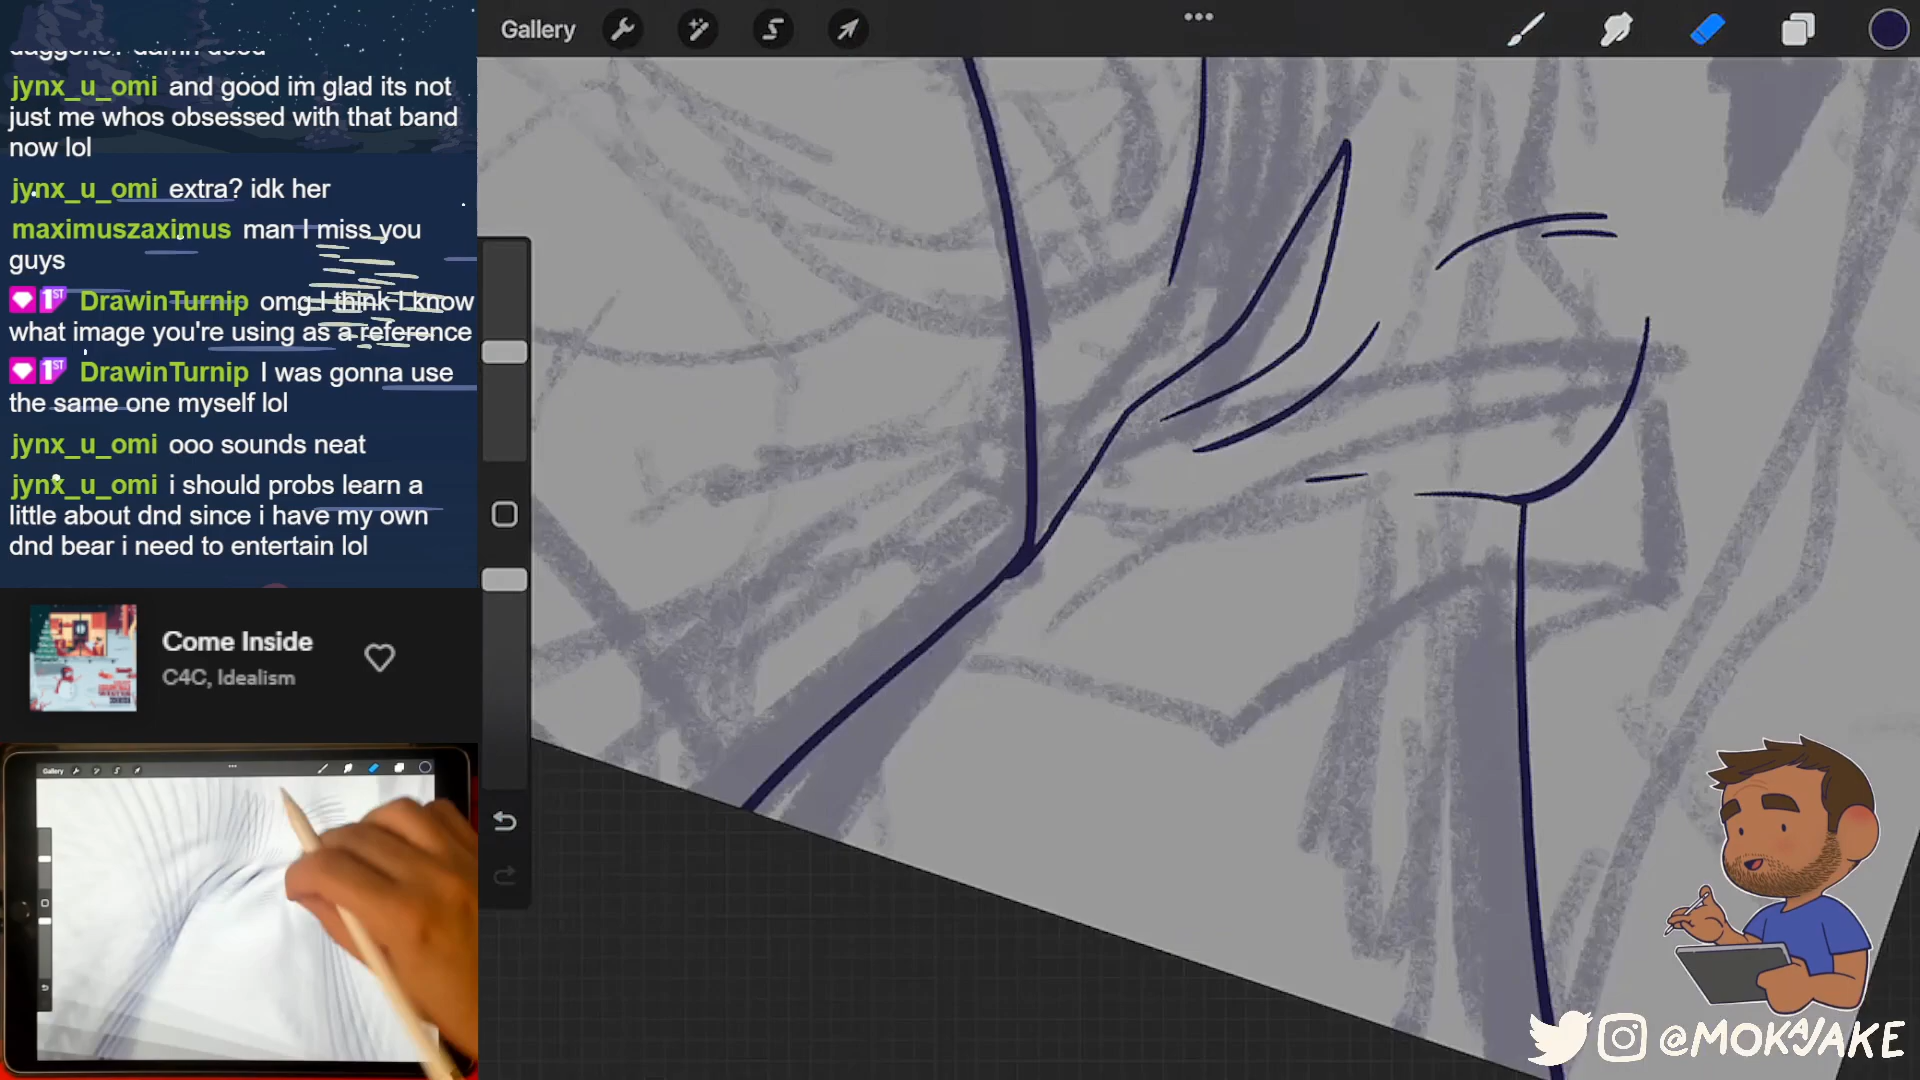 jynx_u_omi and good im glad its not
just me whos obsessed with that band
now lol
jynx_u_omi extra? idk her
maximuszaximus man I miss you
guys
1ST DrawinTurnip omg I think I know
what image you're using as a reference
1ST DrawinTurnip I was gonna use
the same one myself lol
jynx_u_omi ooo sounds neat
jynx_u_omi i should probs learn a
little about dnd since i have my own
dnd bear i need to entertain lol
Come Inside
C4C, Idealism
Gallery
Gallery
@MOKAJAKE